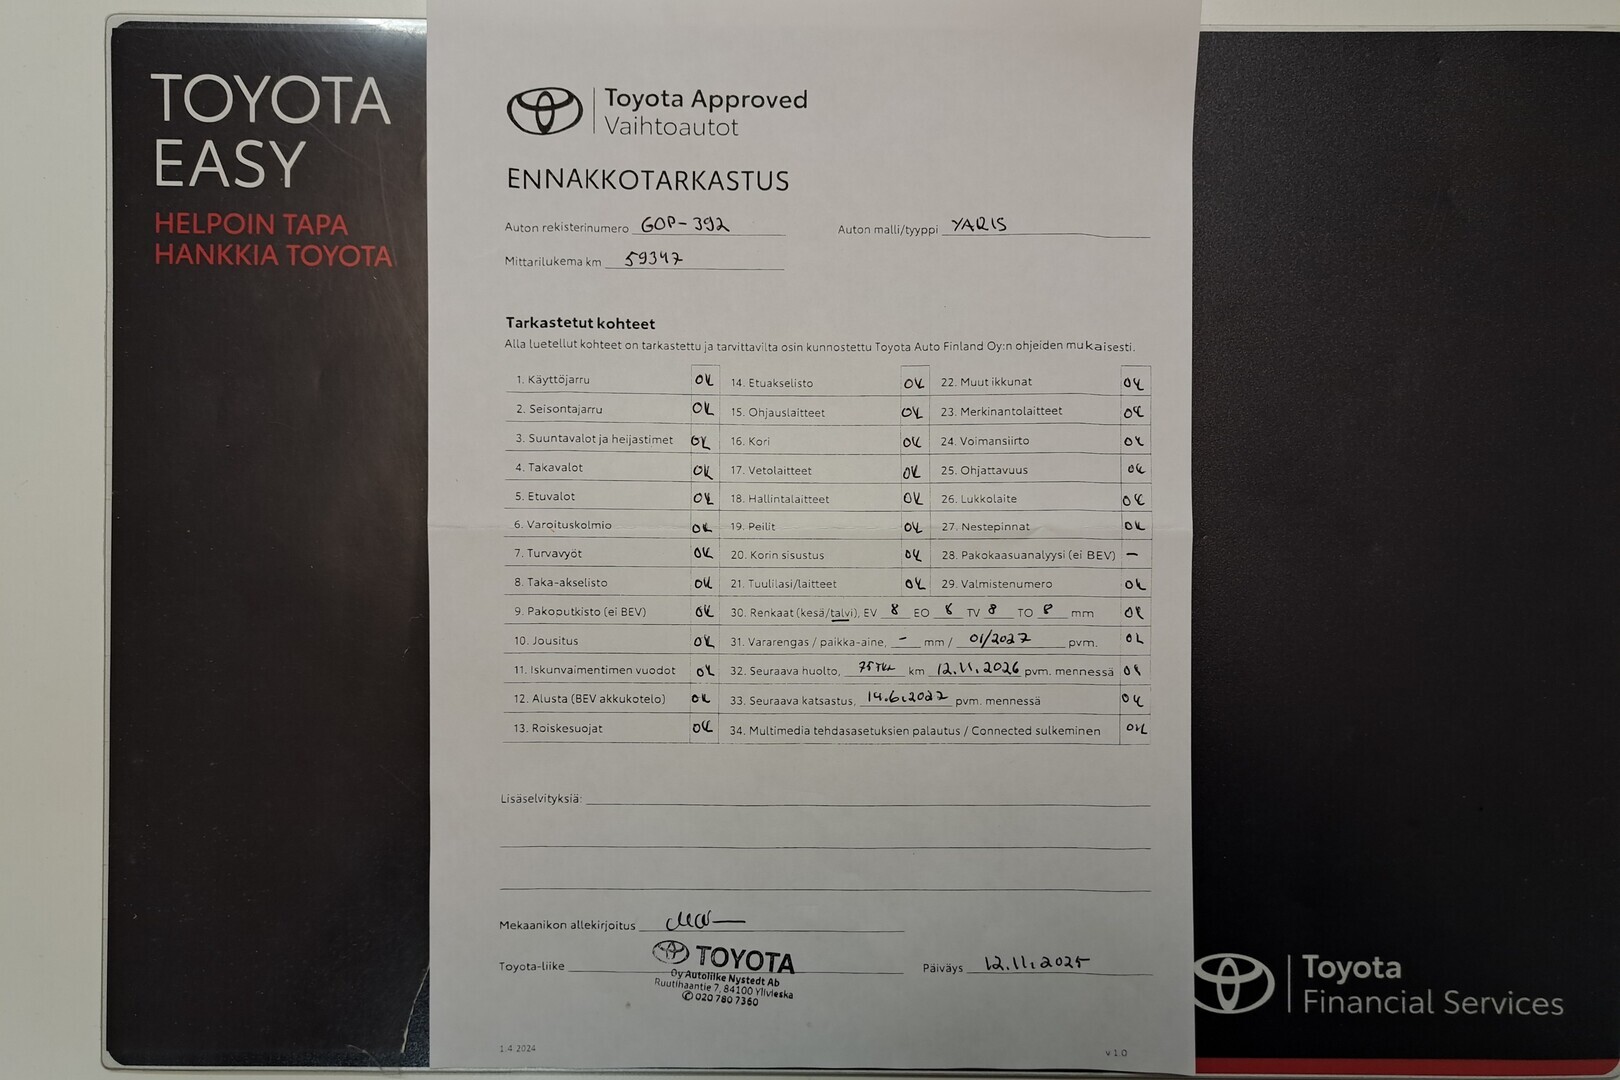 TOYOTA
EASY
HELPOIN TAPA
HANKKIA TOYOTA
Toyota Approved
Vaihtoautot
ENNAKKOTARKASTUS
Auton rekisterinumero GOP-392 Auton malli/tyyppi YARIS
Mittarilukema km 59347
Tarkastetut kohteet
Alla luetellut kohteet on tarkastettu ja tarvittavilta osin kunnostettu Toyota Auto Finland Oy:n ohjeiden mukaisesti.
1. Käyttöjarru OK 14. Etuakselisto OK 22. Muut ikkunat OK
2. Seisontajarru OK 15. Ohjauslaitteet OK 23. Merkinantolaitteet OK
3. Suuntavalot ja heijastimet OK 16. Kori OK 24. Voimansiirto OK
4. Takavalot OK 17. Vetolaitteet OK 25. Ohjattavuus OK
5. Etuvalot OK 18. Hallintalaitteet OK 26. Lukkolaite OK
6. Varoituskolmio OK 19. Peilit OK 27. Nestepinnat OK
7. Turvavyöt OK 20. Korin sisustus OK 28. Pakokaasuanalyysi (ei BEV) –
8. Taka-akselisto OK 21. Tuulilasi/laitteet OK 29. Valmistenumero OK
9. Pakoputkisto (ei BEV) OK 30. Renkaat (kesä/talvi), EV 8 EO 8 TV 8 TO 8 mm OK
10. Jousitus OK 31. Vararengas / paikka-aine, - mm / 01/2027 pvm. OK
11. Iskunvaimentimen vuodot OK 32. Seuraava huolto, 75 tkm km 12.11.2026 pvm. mennessä OK
12. Alusta (BEV akkukotelo) OK 33. Seuraava katsastus, 14.6.2027 pvm. mennessä OK
13. Roiskesuojat OK 34. Multimedia tehdasasetuksien palautus / Connected sulkeminen OK
Lisäselvityksiä:
Mekaanikon allekirjoitus
Toyota-liike TOYOTA Päiväys 12.11.2025
Oy Autoliike Nystedt Ab
Ruutihaantie 7, 84100 Ylivieska
✆ 020 780 7360
1.4.2024 v 1.0
Toyota
Financial Services